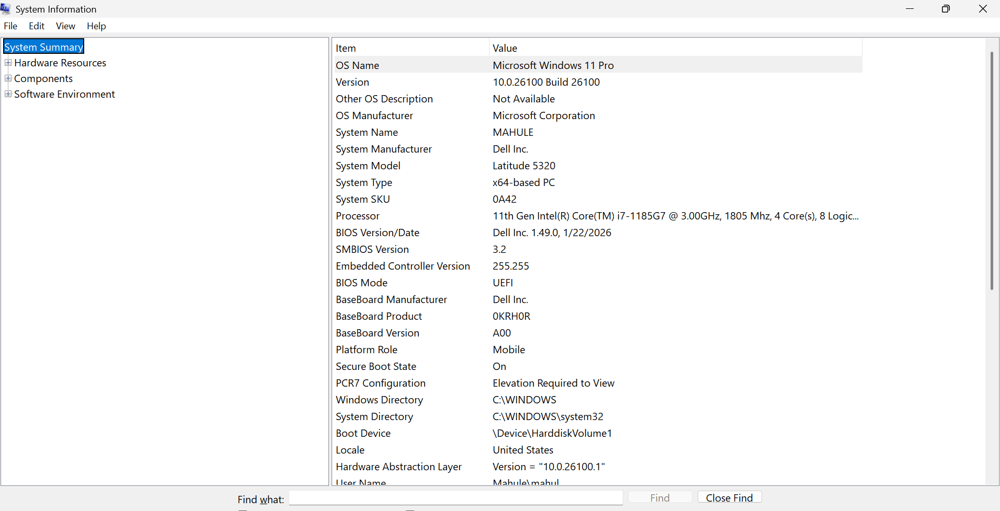 System Information
File Edit View Help
System Summary
Hardware Resources
Components
Software Environment
Item Value
OS Name Microsoft Windows 11 Pro
Version 10.0.26100 Build 26100
Other OS Description Not Available
OS Manufacturer Microsoft Corporation
System Name MAHULE
System Manufacturer Dell Inc.
System Model Latitude 5320
System Type x64-based PC
System SKU 0A42
Processor 11th Gen Intel(R) Core(TM) i7-1185G7 @ 3.00GHz, 1805 Mhz, 4 Core(s), 8 Logic...
BIOS Version/Date Dell Inc. 1.49.0, 1/22/2026
SMBIOS Version 3.2
Embedded Controller Version 255.255
BIOS Mode UEFI
BaseBoard Manufacturer Dell Inc.
BaseBoard Product 0KRH0R
BaseBoard Version A00
Platform Role Mobile
Secure Boot State On
PCR7 Configuration Elevation Required to View
Windows Directory C:\WINDOWS
System Directory C:\WINDOWS\system32
Boot Device \Device\HarddiskVolume1
Locale United States
Hardware Abstraction Layer Version = "10.0.26100.1"
User Name Mahule\mahul
Find what: Find Close Find